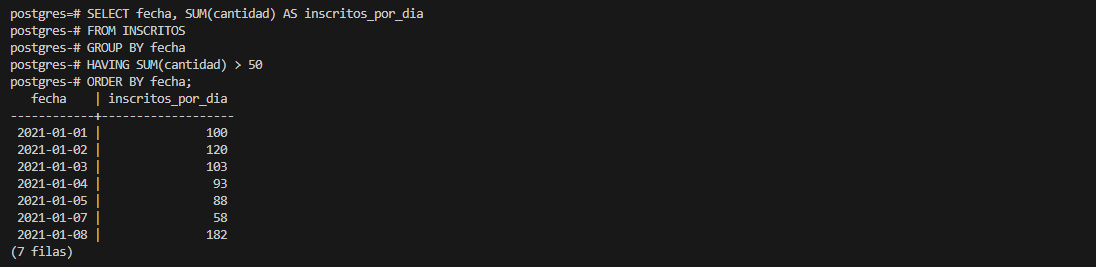 postgres=# SELECT fecha, SUM(cantidad) AS inscritos_por_dia
postgres-# FROM INSCRITOS
postgres-# GROUP BY fecha
postgres-# HAVING SUM(cantidad) > 50
postgres-# ORDER BY fecha;
   fecha    | inscritos_por_dia
------------+-------------------
 2021-01-01 |               100
 2021-01-02 |               120
 2021-01-03 |               103
 2021-01-04 |                93
 2021-01-05 |                88
 2021-01-07 |                58
 2021-01-08 |               182
(7 filas)